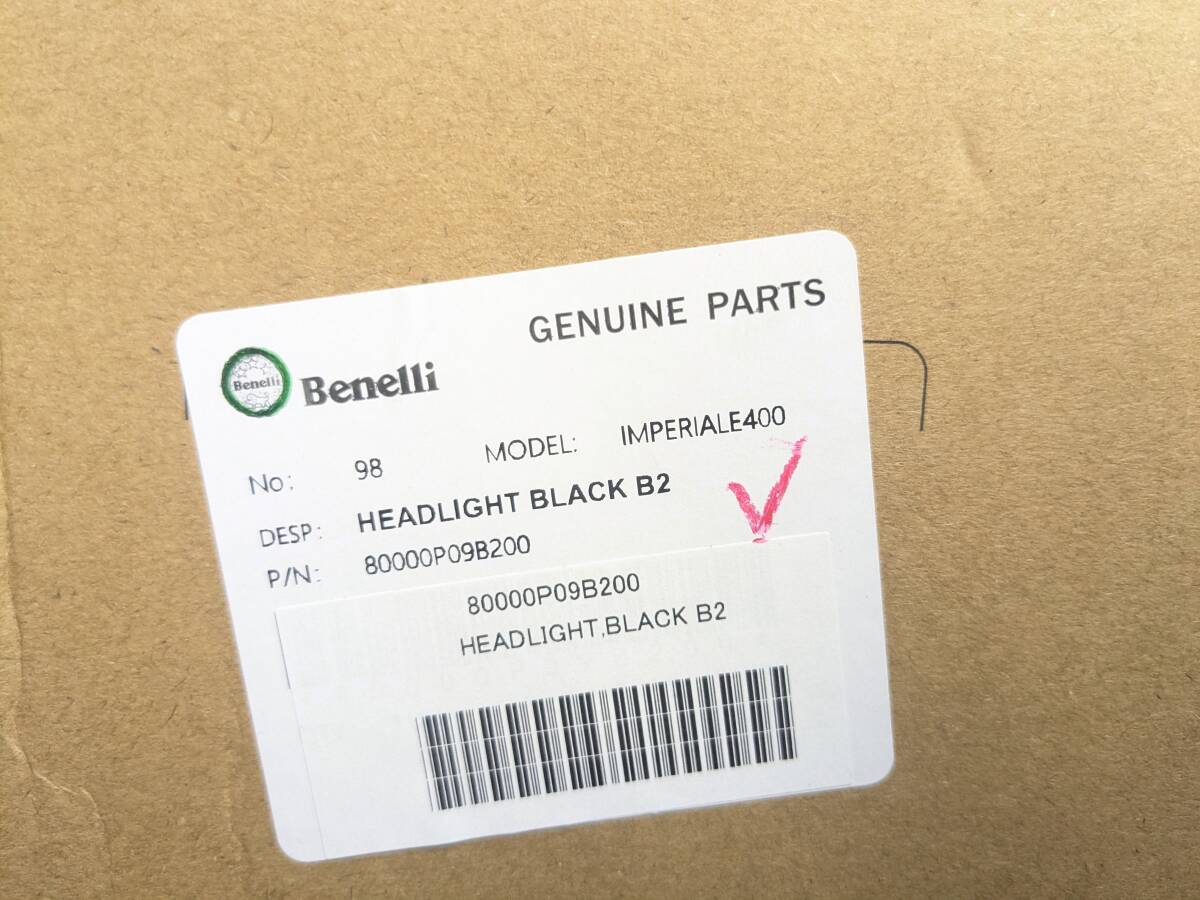 GENUINE PARTS
Benelli Benelli
No: 98 MODEL: IMPERIALE400
DESP: HEADLIGHT BLACK B2
P/N: 80000P09B200
80000P09B200
HEADLIGHT,BLACK B2